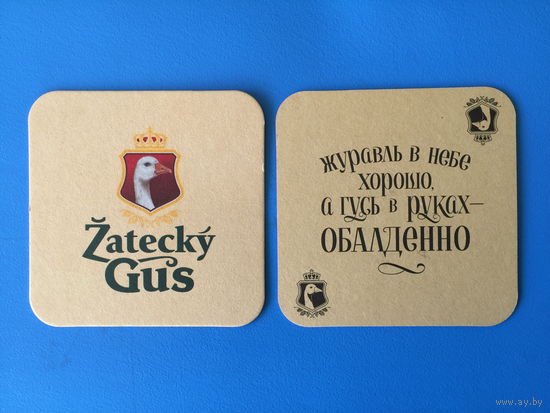 Žatecký
Gus
журавль в небе
хорошо,
а гусь в руках–
ОБАЛДЕННО
www.ay.by